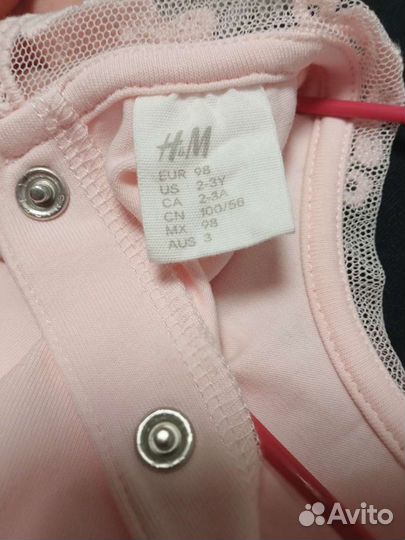 H&M
EUR 98
US 2-3Y
CA 2-3A
CN 100/56
MX 98
AUS 3
Avito